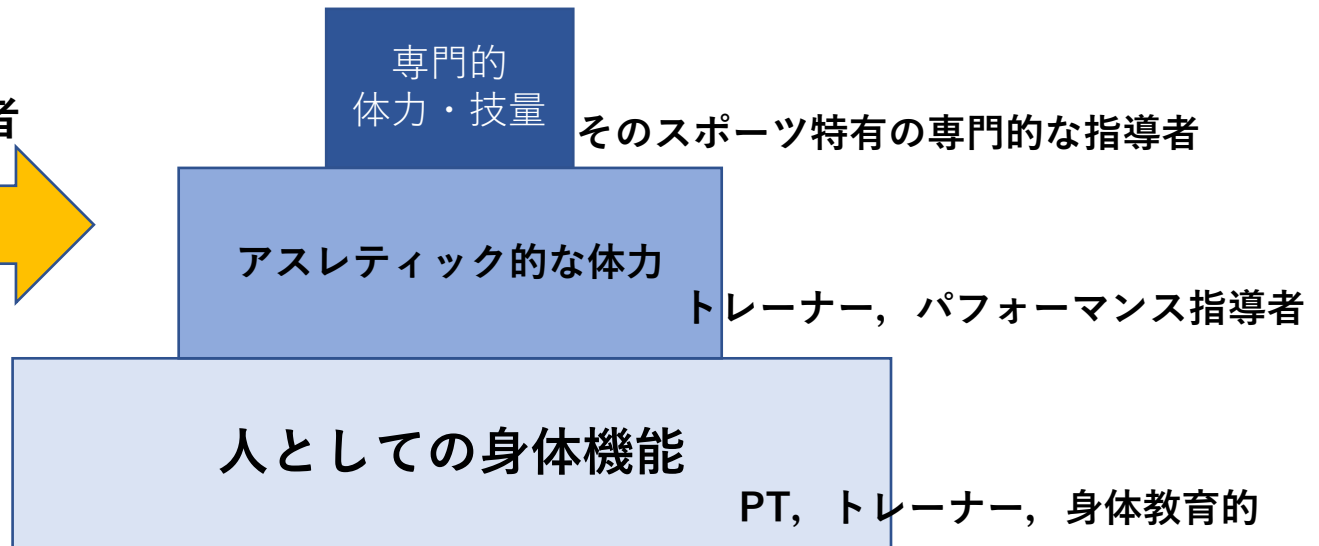 専門的
体力・技量
者
そのスポーツ特有の専門的な指導者
アスレティック的な体力
トレーナー，パフォーマンス指導者
人としての身体機能
PT，トレーナー，身体教育的